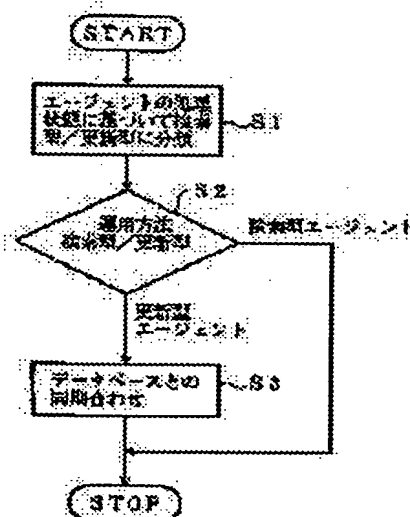 START
エージェントの処理
状態に基づいて検索
型/更新型に分類
S1
S2
運用方法
検索型/更新型
検索型エージェント
更新型
エージェント
データベースとの
同期合わせ
S3
STOP